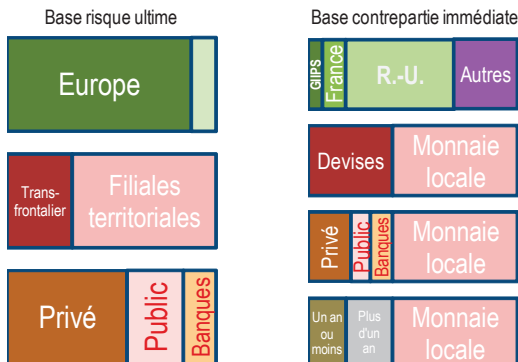 Base risque ultime
Europe
Trans-
frontalier
Filiales
territoriales
Privé
Public
Banques
Base contrepartie immédiate
GIIPS
France
R.-U.
Autres
Devises
Monnaie
locale
Privé
Public
Banques
Monnaie
locale
Un an
ou
moins
Plus
d'un
an
Monnaie
locale